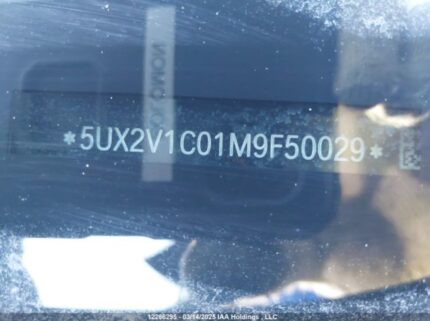 *5UX2V1C01M9F50029*
12266295 - 03/14/2025 IAA Holdings , LLC